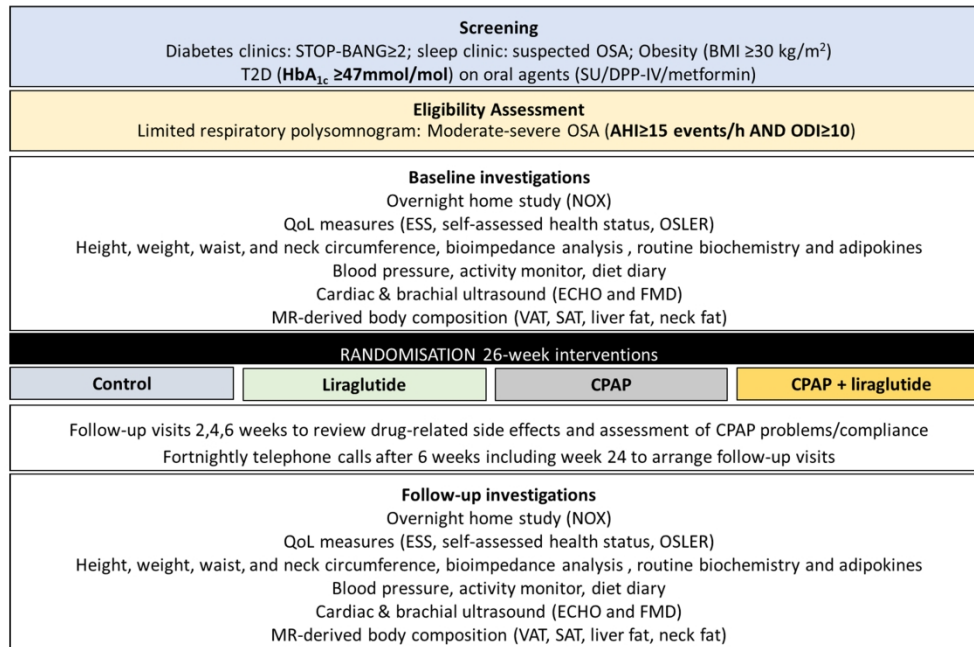 Screening
Diabetes clinics: STOP-BANG≥2; sleep clinic: suspected OSA; Obesity (BMI ≥30 kg/m²)
T2D (HbA₁c ≥47mmol/mol) on oral agents (SU/DPP-IV/metformin)
Eligibility Assessment
Limited respiratory polysomnogram: Moderate-severe OSA (AHI≥15 events/h AND ODI≥10)
Baseline investigations
Overnight home study (NOX)
QoL measures (ESS, self-assessed health status, OSLER)
Height, weight, waist, and neck circumference, bioimpedance analysis , routine biochemistry and adipokines
Blood pressure, activity monitor, diet diary
Cardiac & brachial ultrasound (ECHO and FMD)
MR-derived body composition (VAT, SAT, liver fat, neck fat)
RANDOMISATION 26-week interventions
Control
Liraglutide
CPAP
CPAP + liraglutide
Follow-up visits 2,4,6 weeks to review drug-related side effects and assessment of CPAP problems/compliance
Fortnightly telephone calls after 6 weeks including week 24 to arrange follow-up visits
Follow-up investigations
Overnight home study (NOX)
QoL measures (ESS, self-assessed health status, OSLER)
Height, weight, waist, and neck circumference, bioimpedance analysis , routine biochemistry and adipokines
Blood pressure, activity monitor, diet diary
Cardiac & brachial ultrasound (ECHO and FMD)
MR-derived body composition (VAT, SAT, liver fat, neck fat)